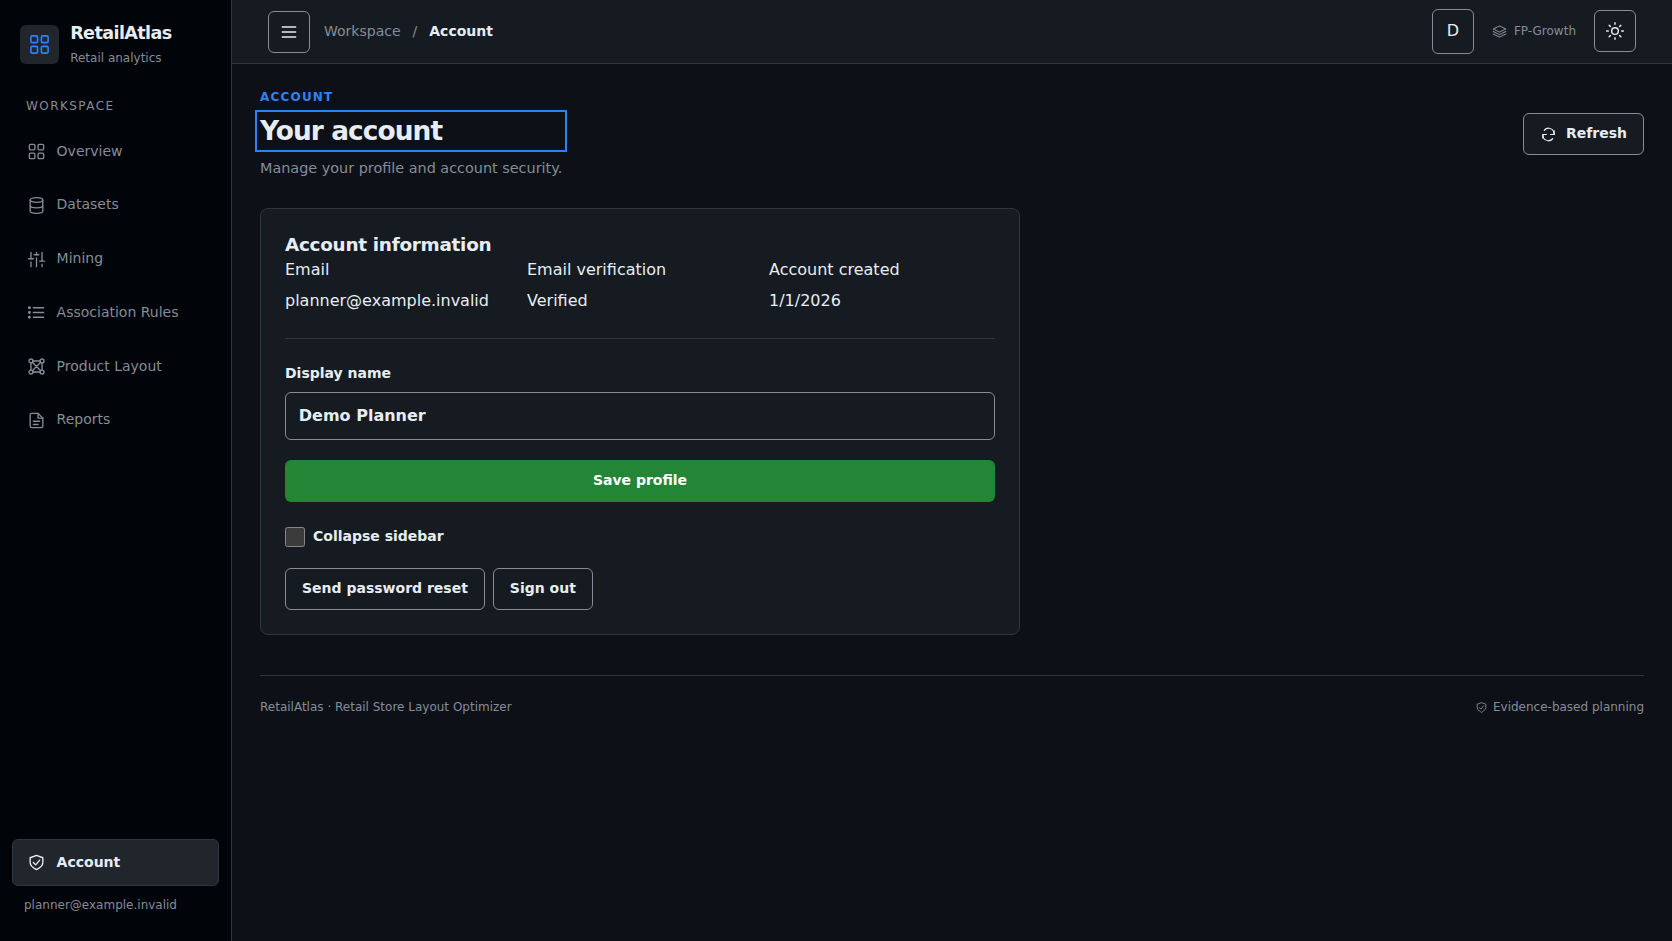 RetailAtlas
Retail analytics
WORKSPACE
Overview
Datasets
Mining
Association Rules
Product Layout
Reports
Account
planner@example.invalid
Workspace / Account
D
FP-Growth
ACCOUNT
Your account
Manage your profile and account security.
Refresh
Account information
Email
Email verification
Account created
planner@example.invalid
Verified
1/1/2026
Display name
Demo Planner
Save profile
Collapse sidebar
Send password reset
Sign out
RetailAtlas · Retail Store Layout Optimizer
Evidence-based planning